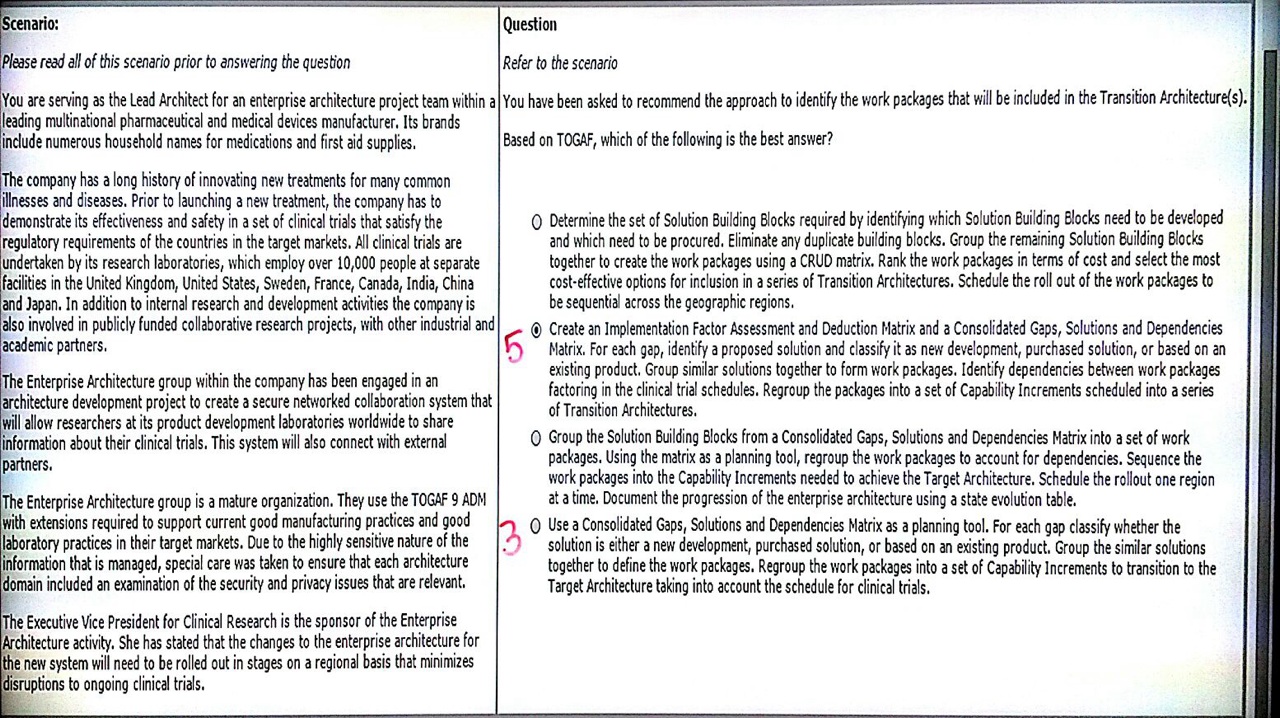 Scenario:
Please read all of this scenario prior to answering the question
You are serving as the Lead Architect for an enterprise architecture project team within a
leading multinational pharmaceutical and medical devices manufacturer. Its brands
include numerous household names for medications and first aid supplies.
The company has a long history of innovating new treatments for many common
illnesses and diseases. Prior to launching a new treatment, the company has to
demonstrate its effectiveness and safety in a set of clinical trials that satisfy the
regulatory requirements of the countries in the target markets. All clinical trials are
undertaken by its research laboratories, which employ over 10,000 people at separate
facilities in the United Kingdom, United States, Sweden, France, Canada, India, China
and Japan. In addition to internal research and development activities the company is
also involved in publicly funded collaborative research projects, with other industrial and
academic partners.
The Enterprise Architecture group within the company has been engaged in an
architecture development project to create a secure networked collaboration system that
will allow researchers at its product development laboratories worldwide to share
information about their clinical trials. This system will also connect with external
partners.
The Enterprise Architecture group is a mature organization. They use the TOGAF 9 ADM
with extensions required to support current good manufacturing practices and good
laboratory practices in their target markets. Due to the highly sensitive nature of the
information that is managed, special care was taken to ensure that each architecture
domain included an examination of the security and privacy issues that are relevant.
The Executive Vice President for Clinical Research is the sponsor of the Enterprise
Architecture activity. She has stated that the changes to the enterprise architecture for
the new system will need to be rolled out in stages on a regional basis that minimizes
disruptions to ongoing clinical trials.
Question
Refer to the scenario
You have been asked to recommend the approach to identify the work packages that will be included in the Transition Architecture(s).
Based on TOGAF, which of the following is the best answer?
Determine the set of Solution Building Blocks required by identifying which Solution Building Blocks need to be developed
and which need to be procured. Eliminate any duplicate building blocks. Group the remaining Solution Building Blocks
together to create the work packages using a CRUD matrix. Rank the work packages in terms of cost and select the most
cost-effective options for inclusion in a series of Transition Architectures. Schedule the roll out of the work packages to
be sequential across the geographic regions.
5 Create an Implementation Factor Assessment and Deduction Matrix and a Consolidated Gaps, Solutions and Dependencies
Matrix. For each gap, identify a proposed solution and classify it as new development, purchased solution, or based on an
existing product. Group similar solutions together to form work packages. Identify dependencies between work packages
factoring in the clinical trial schedules. Regroup the packages into a set of Capability Increments scheduled into a series
of Transition Architectures.
Group the Solution Building Blocks from a Consolidated Gaps, Solutions and Dependencies Matrix into a set of work
packages. Using the matrix as a planning tool, regroup the work packages to account for dependencies. Sequence the
work packages into the Capability Increments needed to achieve the Target Architecture. Schedule the rollout one region
at a time. Document the progression of the enterprise architecture using a state evolution table.
3 Use a Consolidated Gaps, Solutions and Dependencies Matrix as a planning tool. For each gap classify whether the
solution is either a new development, purchased solution, or based on an existing product. Group the similar solutions
together to define the work packages. Regroup the work packages into a set of Capability Increments to transition to the
Target Architecture taking into account the schedule for clinical trials.